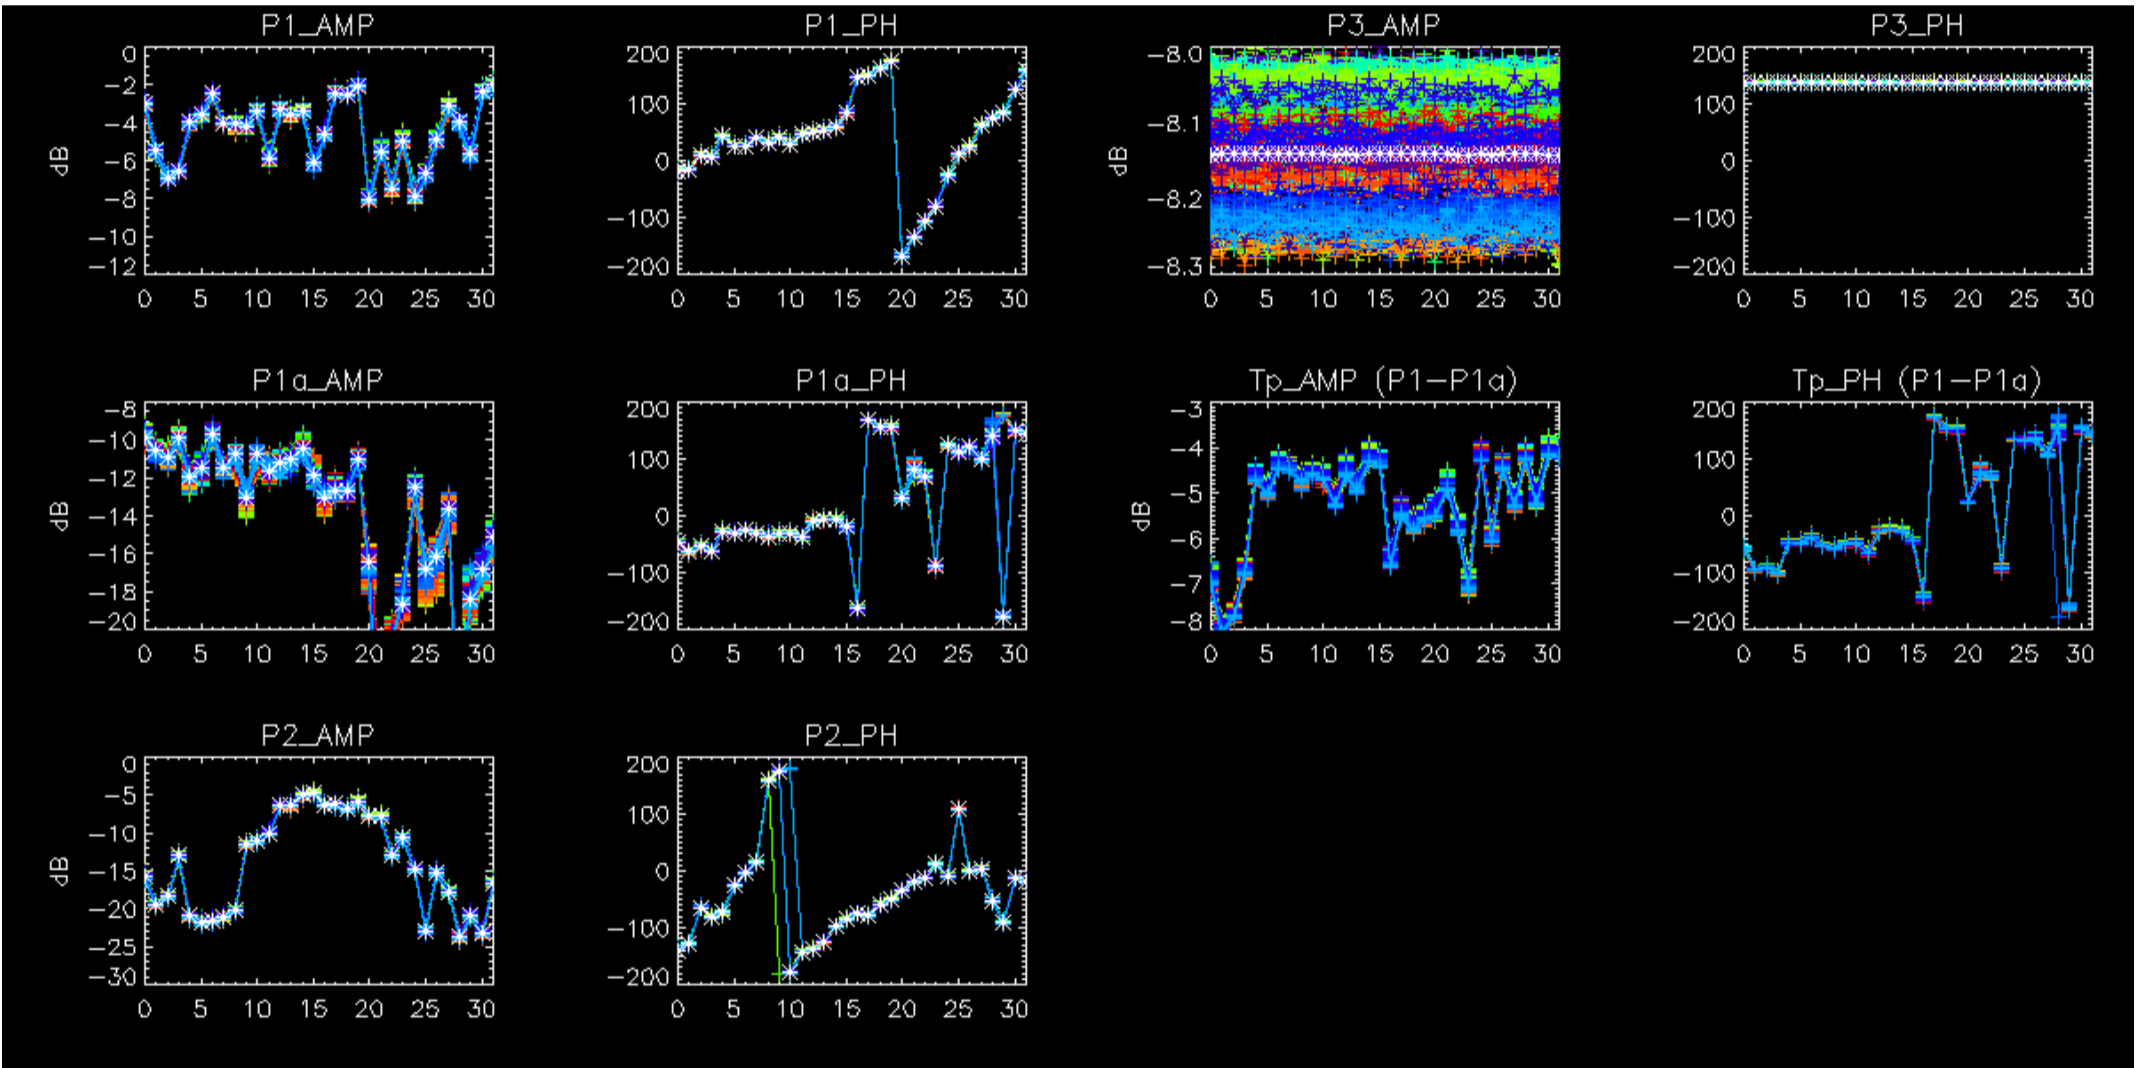 P1_AMP
P1_PH
P3_AMP
P3_PH
0
−2
−4
−6
−8
−10
−12
dB
0 5 10 15 20 25 30
200
100
0
−100
−200
0 5 10 15 20 25 30
−8.0
−8.1
−8.2
−8.3
dB
0 5 10 15 20 25 30
200
100
0
−100
−200
0 5 10 15 20 25 30
P1a_AMP
P1a_PH
Tp_AMP (P1−P1a)
Tp_PH (P1−P1a)
−8
−10
−12
−14
−16
−18
−20
dB
0 5 10 15 20 25 30
200
100
0
−100
−200
0 5 10 15 20 25 30
−3
−4
−5
−6
−7
−8
dB
0 5 10 15 20 25 30
200
100
0
−100
−200
0 5 10 15 20 25 30
P2_AMP
P2_PH
0
−5
−10
−15
−20
−25
−30
dB
0 5 10 15 20 25 30
200
100
0
−100
−200
0 5 10 15 20 25 30